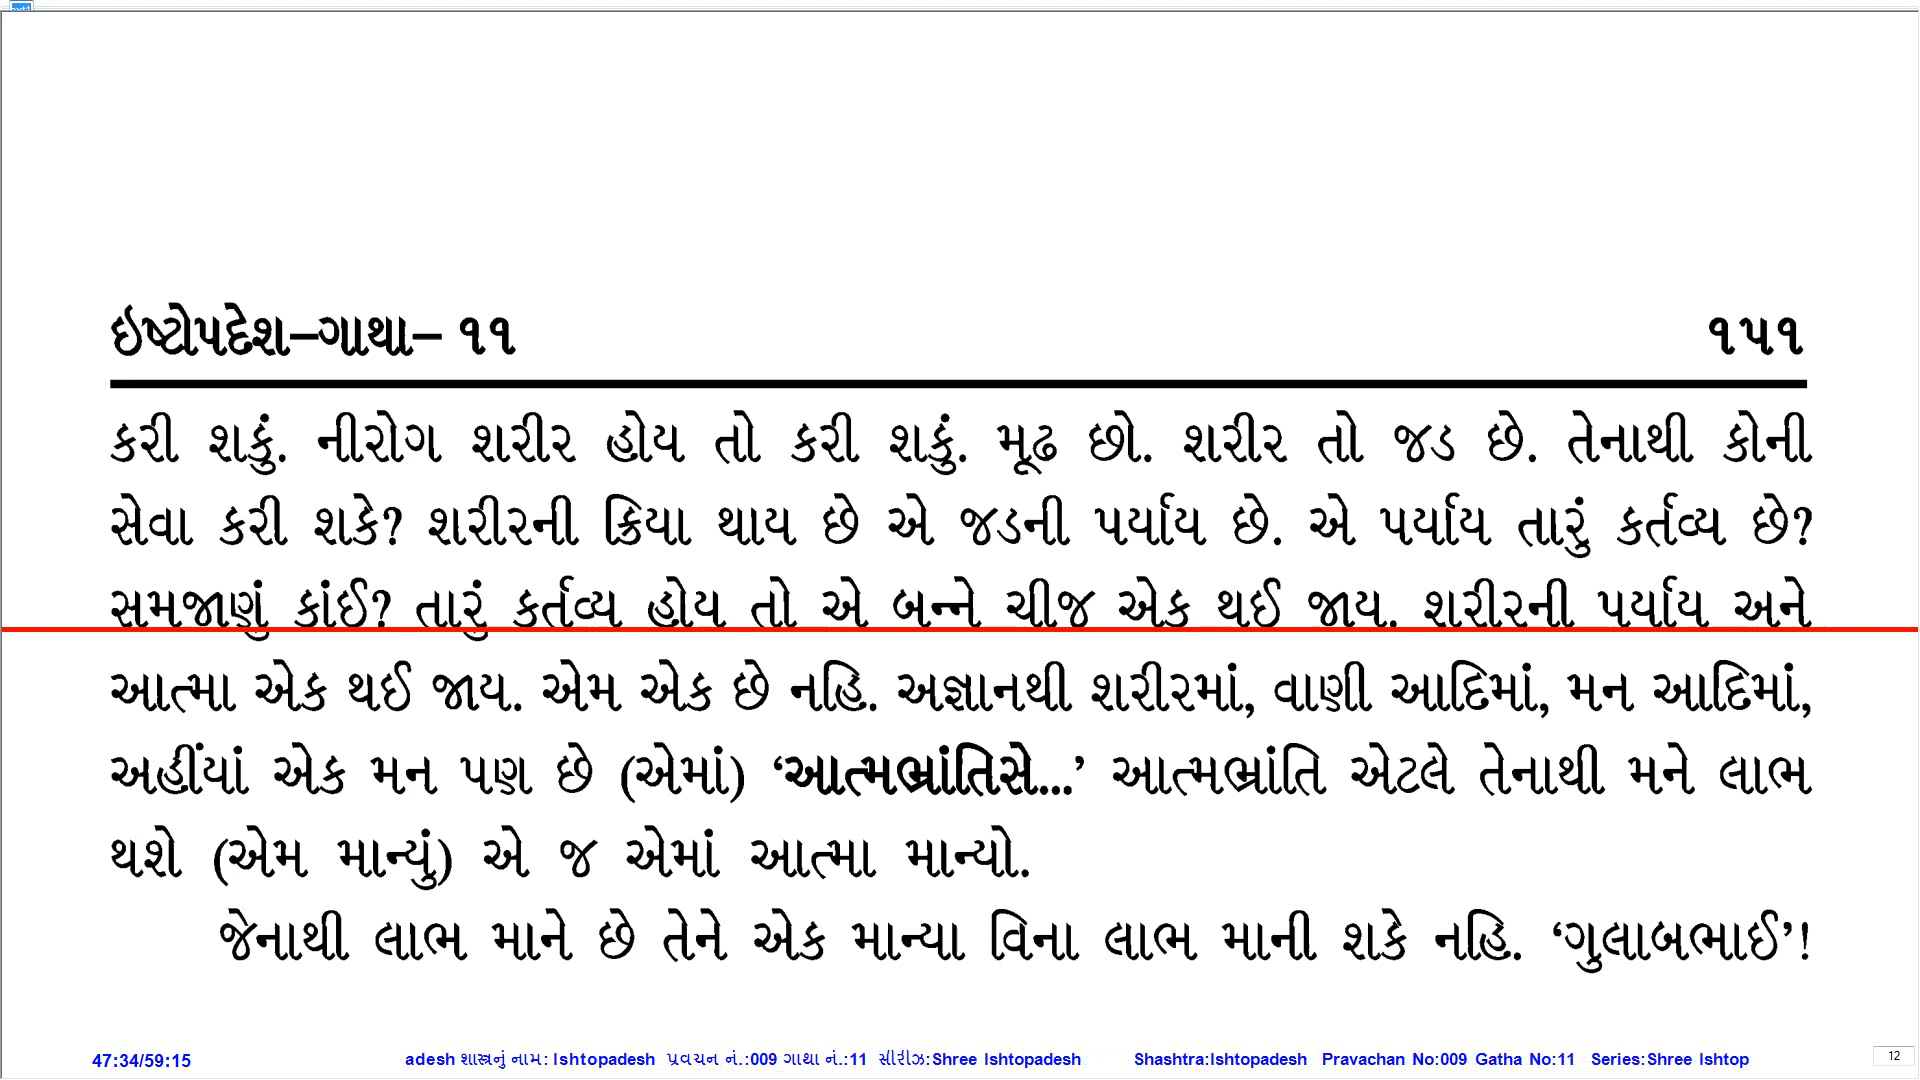 ઇષ્ટોપદેશ–ગાથા– ૧૧ ૧૫૧
કરી શકું. નીરોગ શરીર હોય તો કરી શકું. મૂઢ છો. શરીર તો જડ છે. તેનાથી કોની
સેવા કરી શકે? શરીરની ક્રિયા થાય છે એ જડની પર્યાય છે. એ પર્યાય તારું કર્તવ્ય છે?
સમજાણું કાંઈ? તારું કર્તવ્ય હોય તો એ બન્ને ચીજ એક થઈ જાય. શરીરની પર્યાય અને
આત્મા એક થઈ જાય. એમ એક છે નહિ. અજ્ઞાનથી શરીરમાં, વાણી આદિમાં, મન આદિમાં,
અહીંયાં એક મન પણ છે (એમાં) ‘આત્મભ્રાંતિસે...’ આત્મભ્રાંતિ એટલે તેનાથી મને લાભ
થશે (એમ માન્યું) એ જ એમાં આત્મા માન્યો.
જેનાથી લાભ માને છે તેને એક માન્યા વિના લાભ માની શકે નહિ. ‘ગુલાબભાઈ’!
47:34/59:15 adesh શાસ્ત્રનું નામ: Ishtopadesh પ્રવચન નં.:009 ગાથા નં.:11 સીરીઝ:Shree Ishtopadesh Shashtra:Ishtopadesh Pravachan No:009 Gatha No:11 Series:Shree Ishtop 12